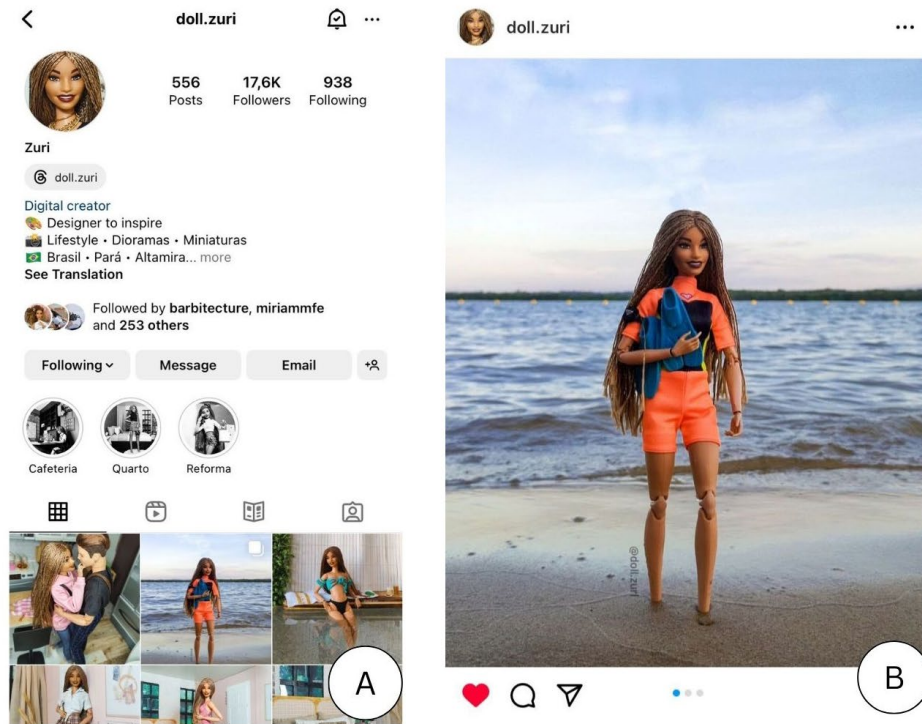 doll.zuri
556
17,6K
938
Posts
Followers
Following
Zuri
doll.zuri
Digital creator
Designer to inspire
Lifestyle • Dioramas • Miniaturas
Brasil • Pará • Altamira... more
See Translation
Followed by barbitecture, miriammfe
and 253 others
Following
Message
Email
Cafeteria
Quarto
Reforma
A
doll.zuri
@doll.zuri
B